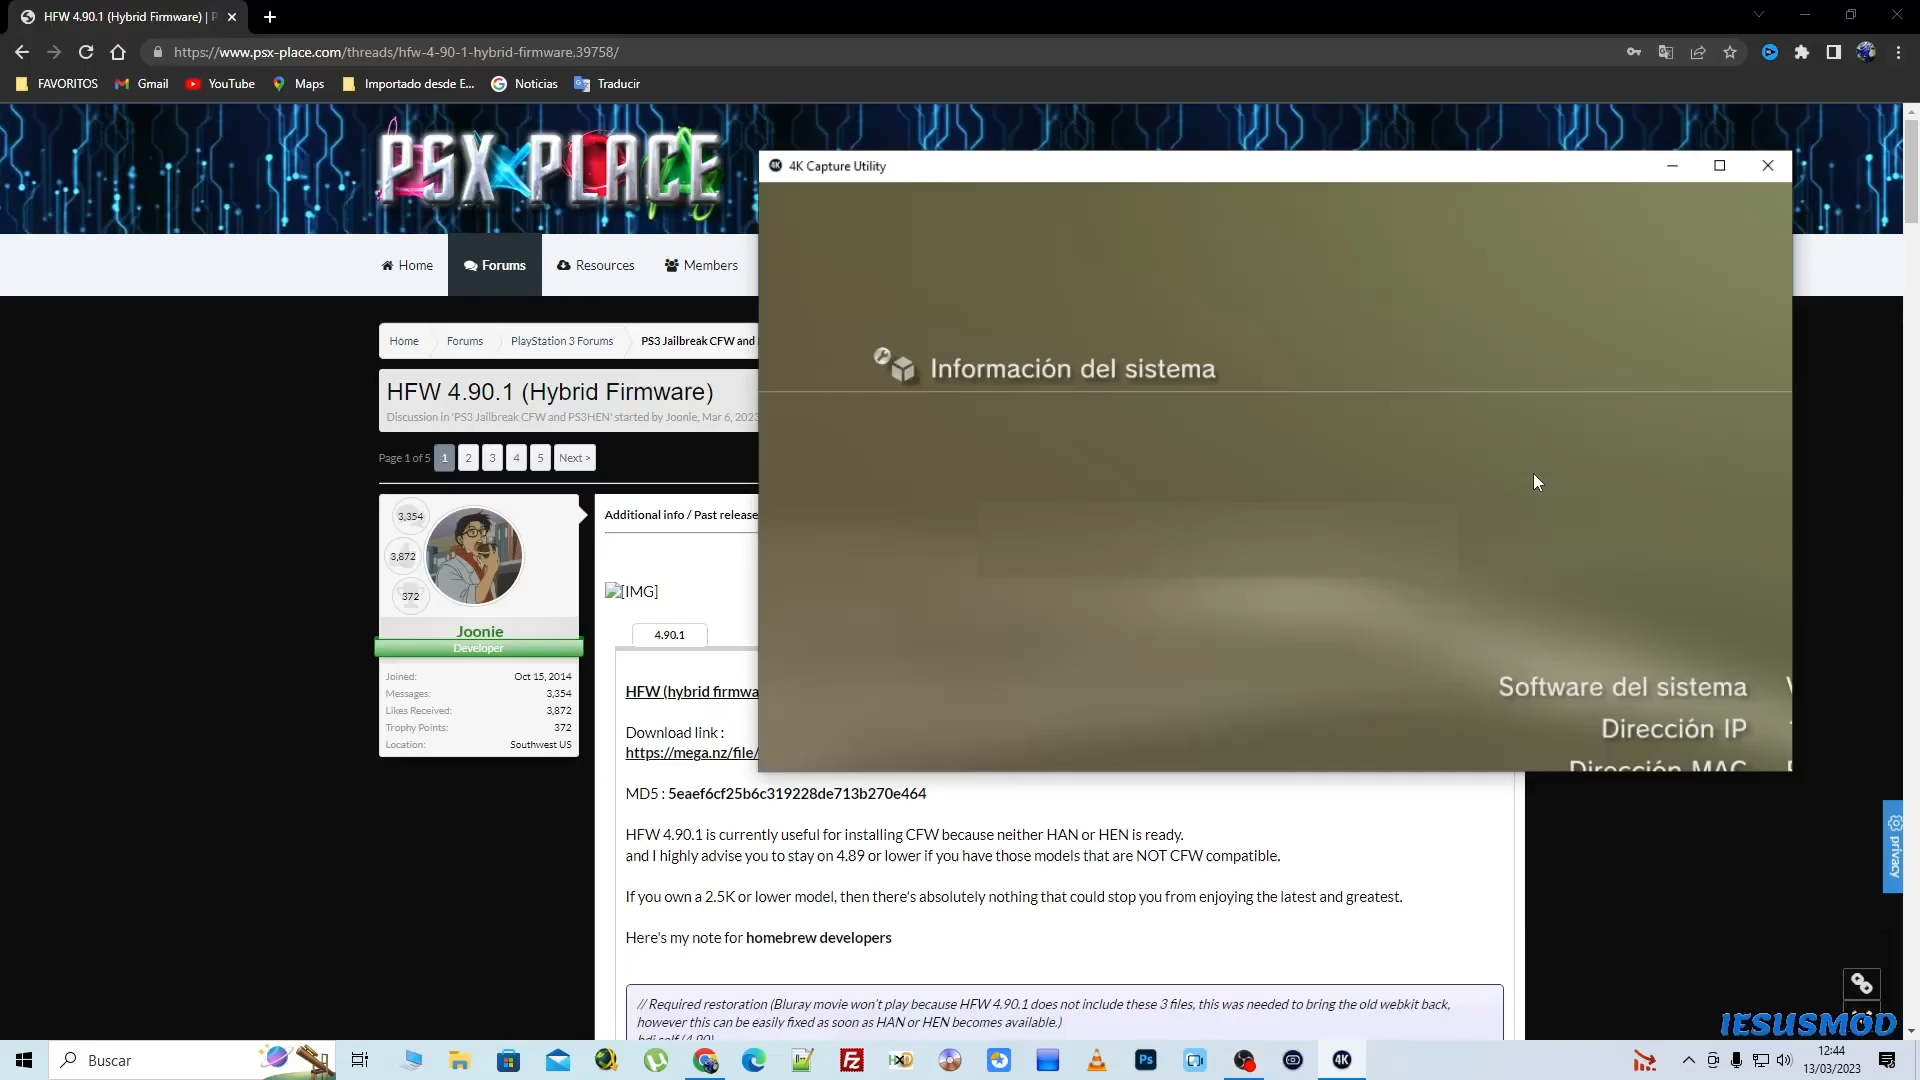 HFW 4.90.1 (Hybrid Firmware) | P
https://www.psx-place.com/threads/hfw-4-90-1-hybrid-firmware.39758/
FAVORITOS
Gmail
YouTube
Maps
Importado desde E...
Noticias
Traducir
PSX PLACE
4K Capture Utility
Home
Forums
Resources
Members
Home
Forums
PlayStation 3 Forums
PS3 Jailbreak CFW and
HFW 4.90.1 (Hybrid Firmware)
Discussion in 'PS3 Jailbreak CFW and PS3HEN' started by Joonie, Mar 6, 2023
Page 1 of 5
1
2
3
4
5
Next >
Información del sistema
Software del sistema
Dirección IP
Dirección MAC
3,354
3,872
372
Joonie
Developer
Joined: Oct 15, 2014
Messages: 3,354
Likes Received: 3,872
Trophy Points: 372
Location: Southwest US
Additional info / Past release
[IMG]
4.90.1
HFW (hybrid firmwa
Download link :
https://mega.nz/file/
MD5 : 5eaef6cf25b6c319228de713b270e464
HFW 4.90.1 is currently useful for installing CFW because neither HAN or HEN is ready.
and I highly advise you to stay on 4.89 or lower if you have those models that are NOT CFW compatible.
If you own a 2.5K or lower model, then there's absolutely nothing that could stop you from enjoying the latest and greatest.
Here's my note for homebrew developers
// Required restoration (Bluray movie won't play because HFW 4.90.1 does not include these 3 files, this was needed to bring the old webkit back,
however this can be easily fixed as soon as HAN or HEN becomes available.)
privacy
IESUSMOD
Buscar
Ps
4K
12:44
13/03/2023